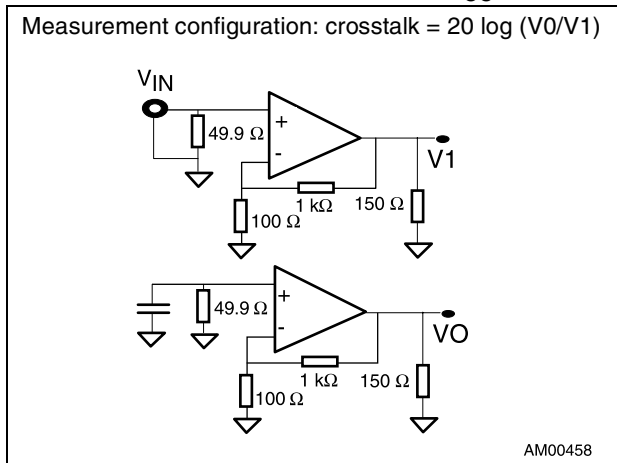 Measurement configuration: crosstalk = 20 log (V0/V1)
VIN
+
49.9 Ω
-
V1
1 kΩ
150 Ω
100 Ω
+
49.9 Ω
-
VO
1 kΩ
150 Ω
100 Ω
AM00458